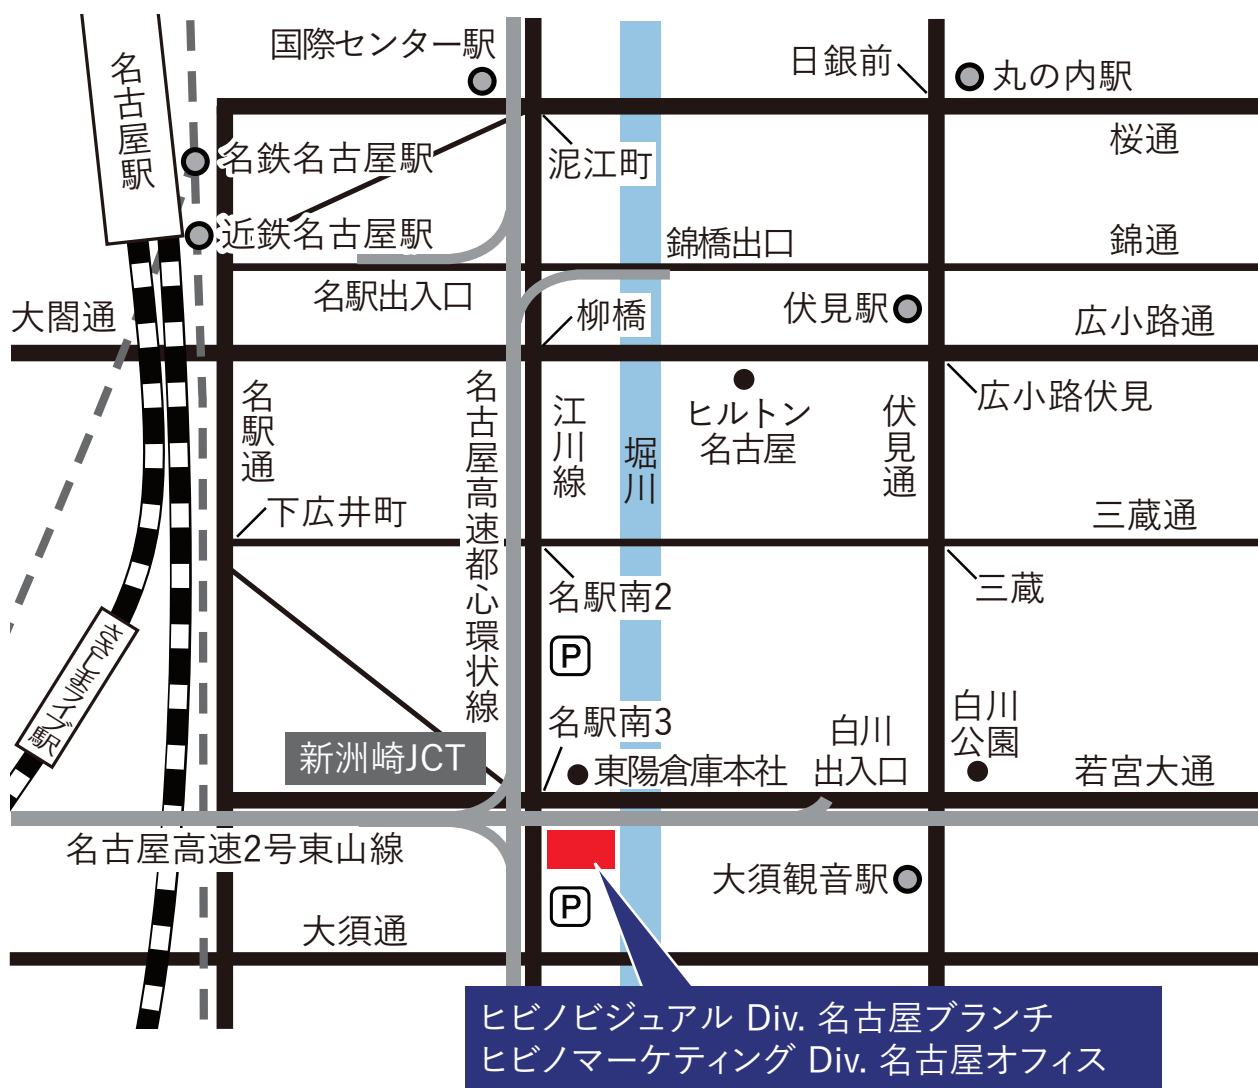 国際センター駅
日銀前
丸の内駅
名古屋駅
桜通
名鉄名古屋駅
泥江町
近鉄名古屋駅
錦橋出口
錦通
名駅出入口
大閤通
柳橋
伏見駅
広小路通
名駅通
名古屋高速都心環状線
江川線
堀川
ヒルトン
名古屋
伏見通
広小路伏見
下広井町
三蔵通
名駅南2
三蔵
P
ささしまライブ駅
名駅南3
白川
出入口
白川
公園
新洲崎JCT
東陽倉庫本社
若宮大通
名古屋高速2号東山線
大須観音駅
P
大須通
ヒビノビジュアル Div. 名古屋ブランチ
ヒビノマーケティング Div. 名古屋オフィス